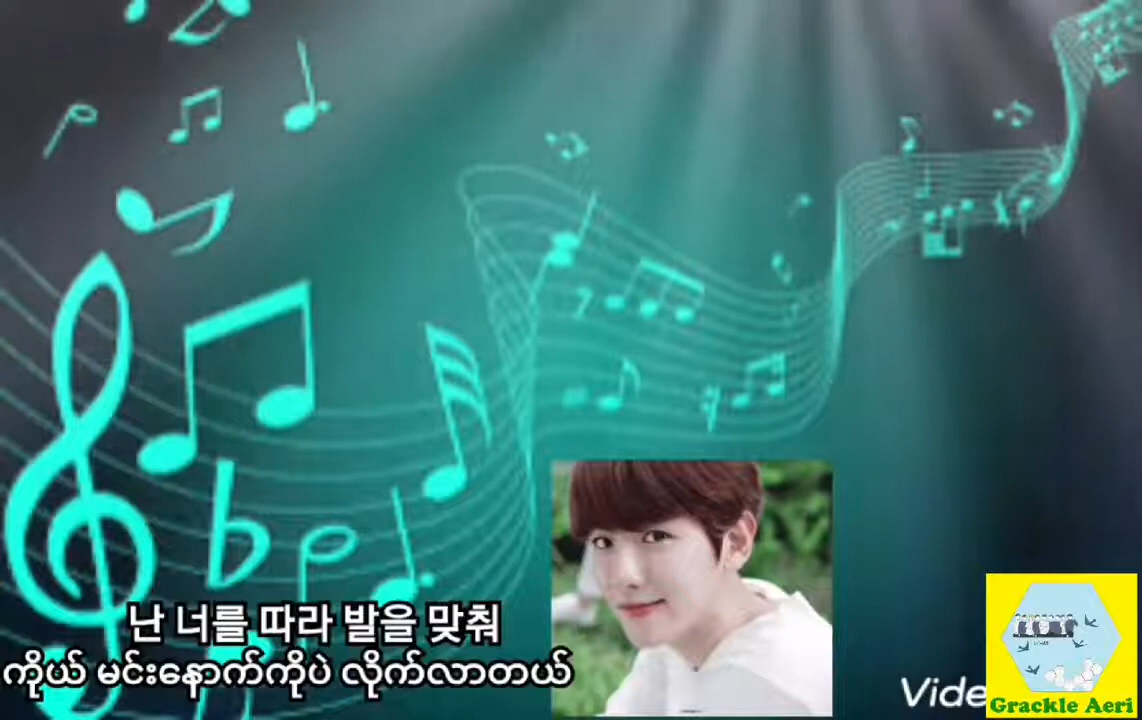 난 너를 따라 발을 맞춰
ကိုယ် မင်းနောက်ကိုပဲ လိုက်လာတယ်
Vide
Grackle Aeri